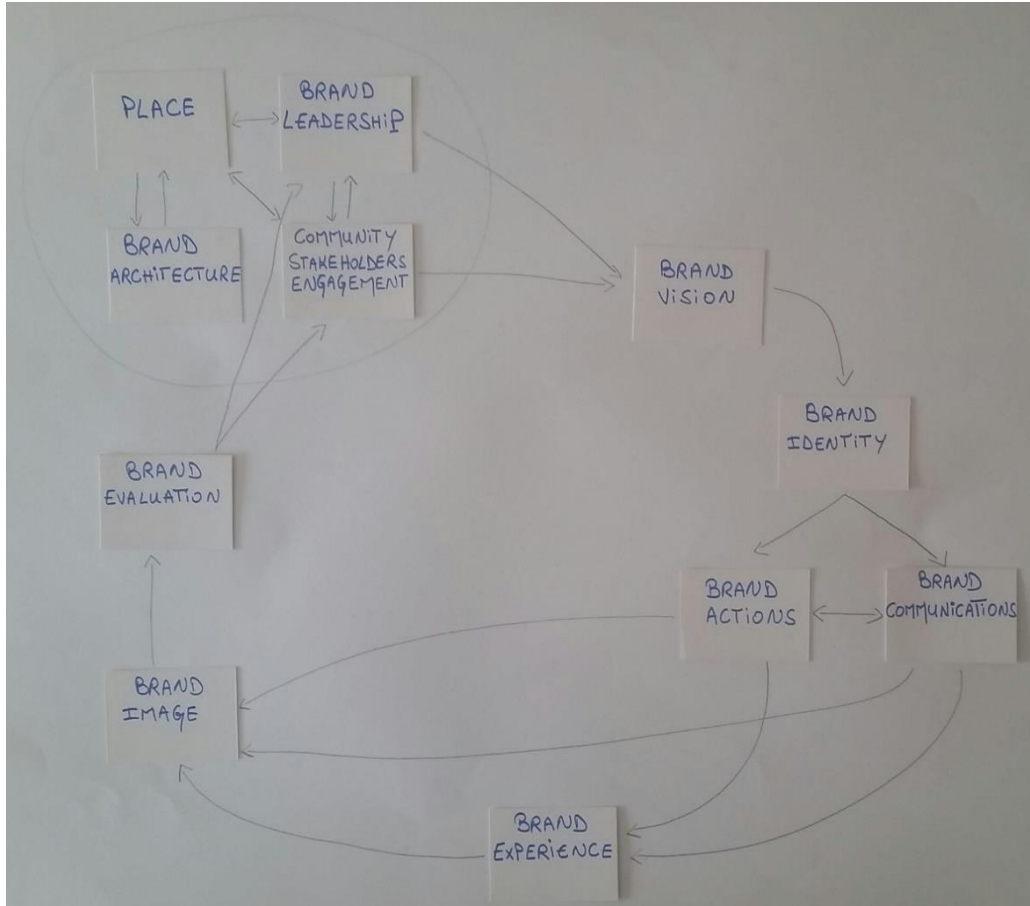 PLACE
BRAND
LEADERSHIP
BRAND
ARCHITECTURE
COMMUNITY
STAKEHOLDERS
ENGAGEMENT
BRAND
VISION
BRAND
IDENTITY
BRAND
EVALUATION
BRAND
ACTIONS
BRAND
COMMUNICATIONS
BRAND
IMAGE
BRAND
EXPERIENCE